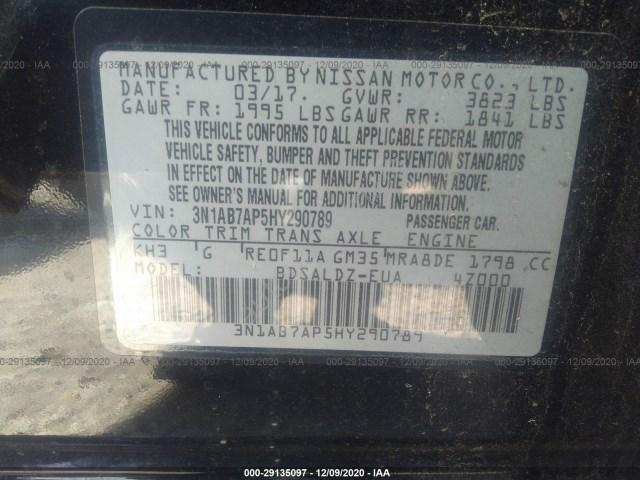 000-29135097 - 12/09/2020 - IAA
MANUFACTURED BY NISSAN MOTOR CO., LTD.
DATE: 03/17. GVWR: 3823 LBS
GAWR FR: 1995 LBS GAWR RR: 1841 LBS
THIS VEHICLE CONFORMS TO ALL APPLICABLE FEDERAL MOTOR
VEHICLE SAFETY, BUMPER AND THEFT PREVENTION STANDARDS
IN EFFECT ON THE DATE OF MANUFACTURE SHOWN ABOVE.
SEE OWNER'S MANUAL FOR ADDITIONAL INFORMATION.
VIN: 3N1AB7AP5HY290789 PASSENGER CAR.
COLOR TRIM TRANS AXLE ENGINE
KH3 G RE0F11A GM35 MRA8DE 1798 CC
MODEL: BDSALDZ-EUA 4Z000
3N1AB7AP5HY290789
000-29135097 - 12/09/2020 - IAA